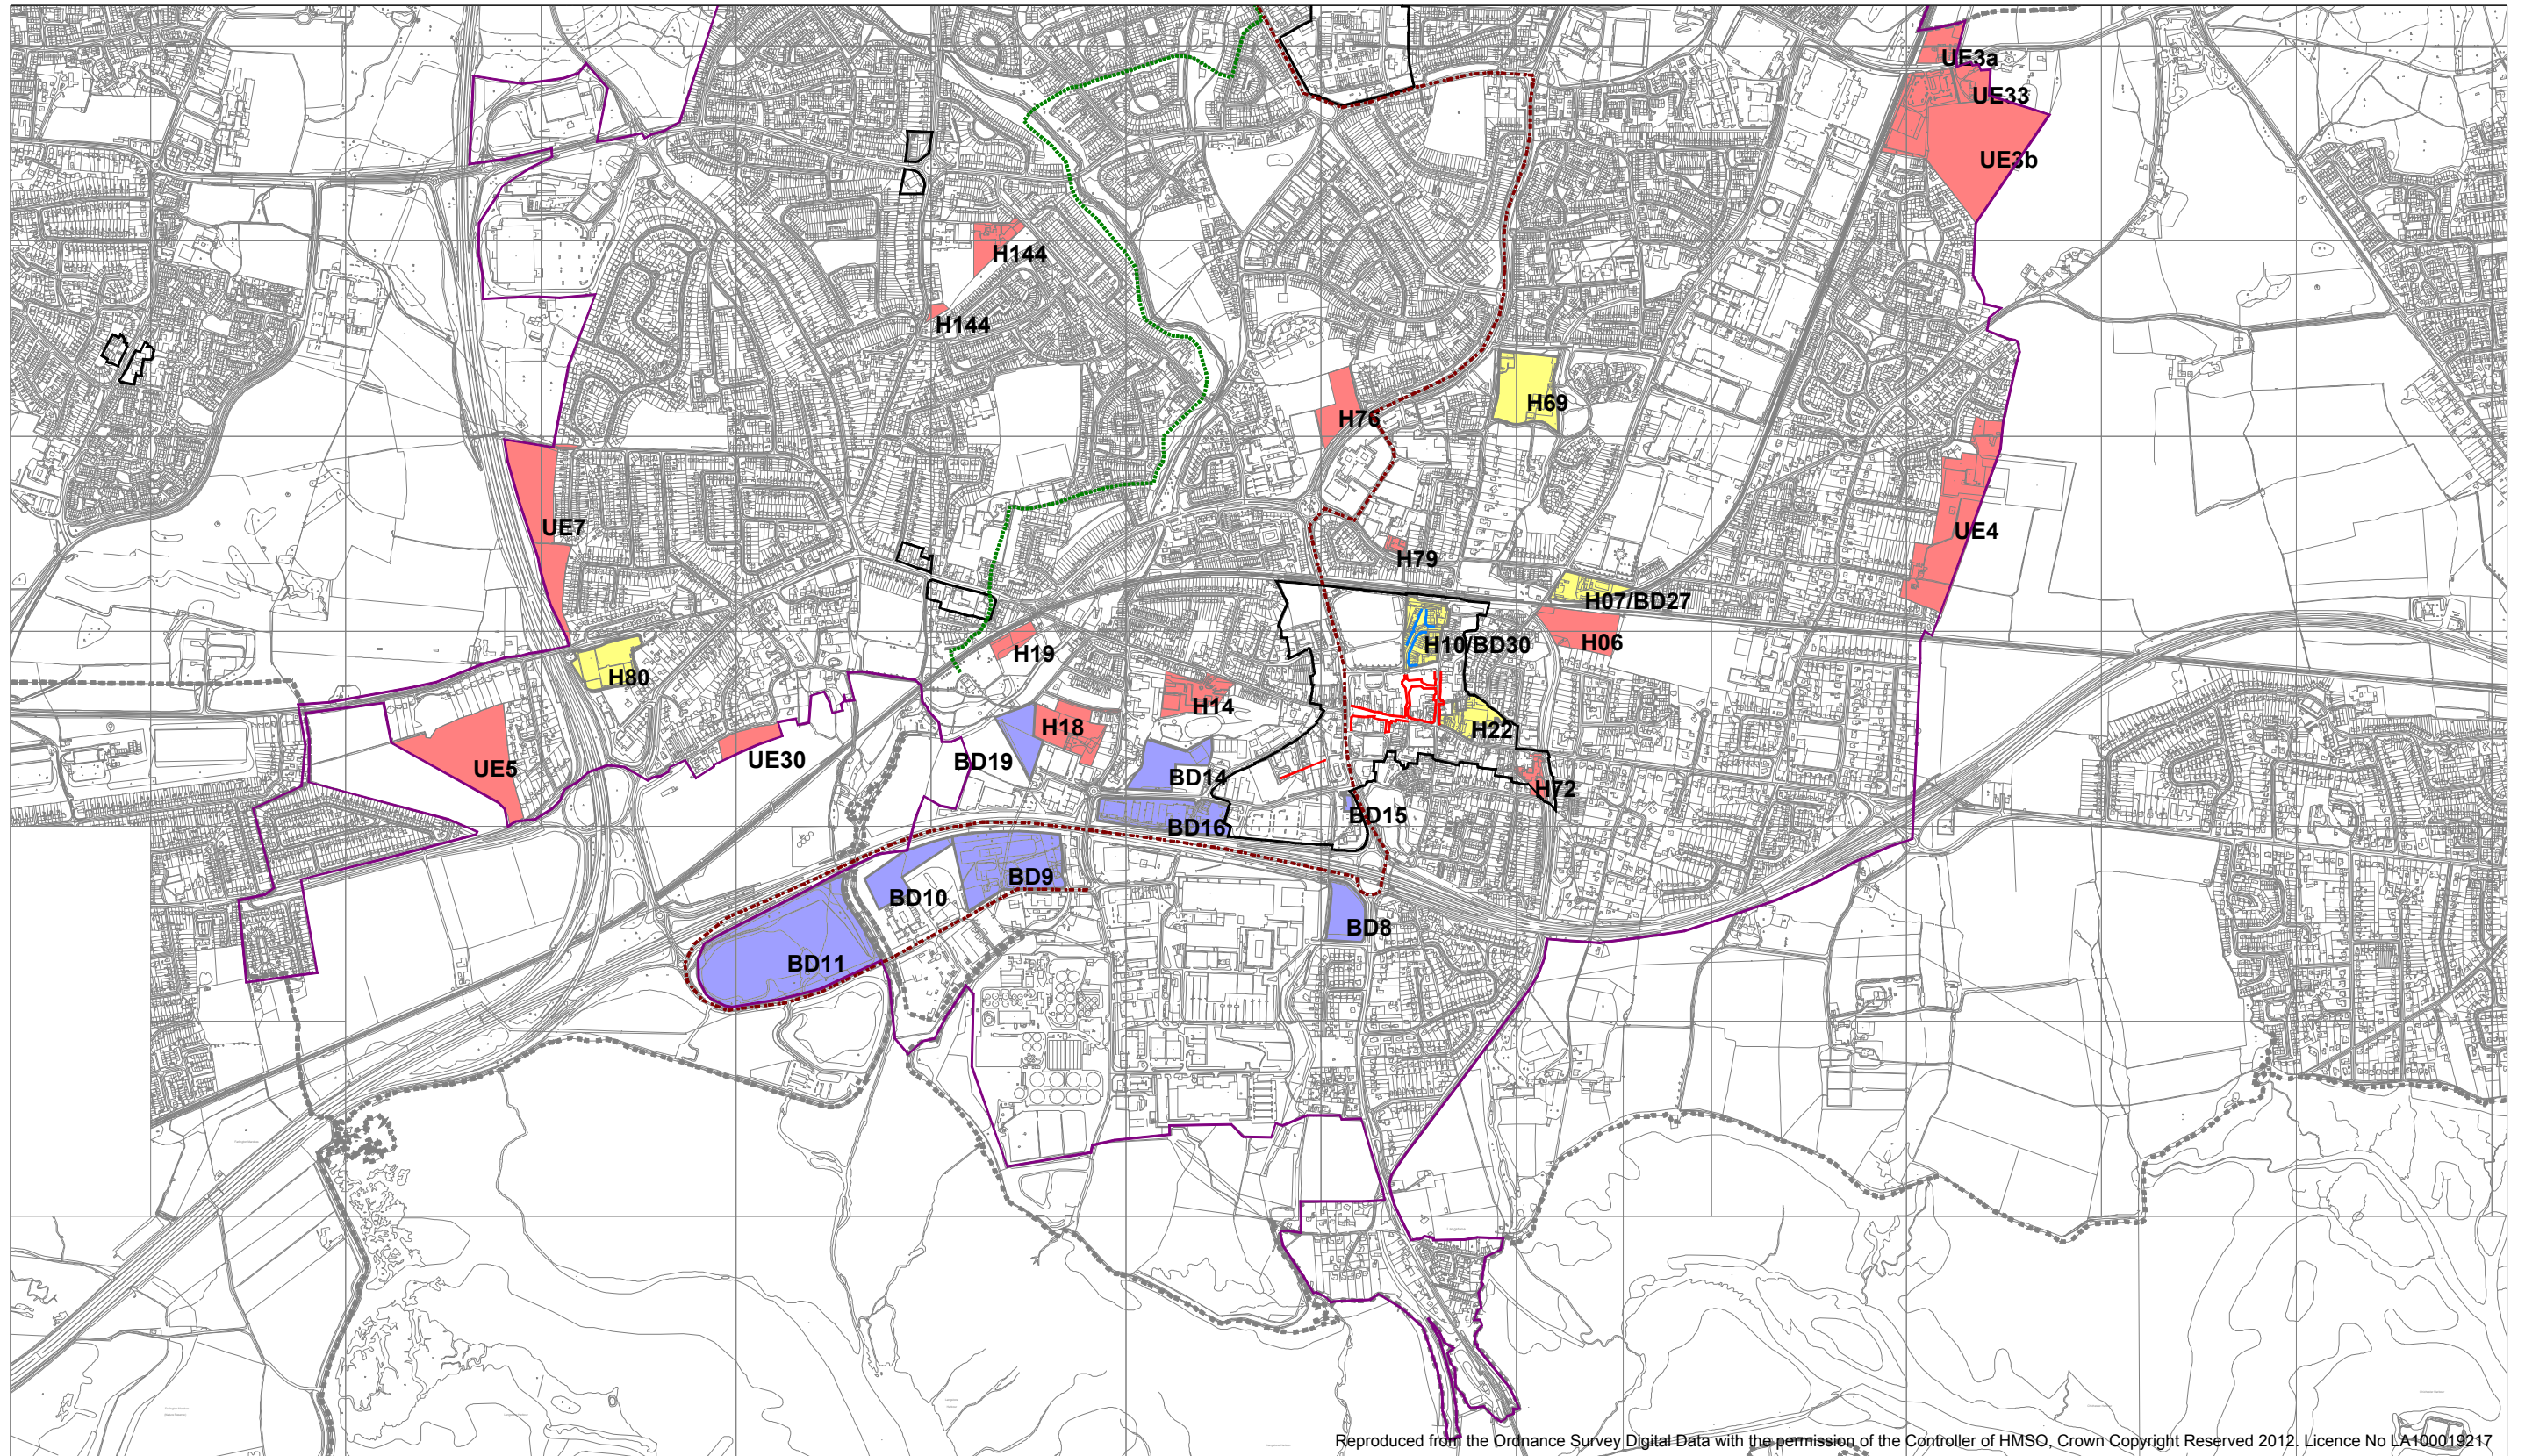 UE3a
UE33
UE3b
H144
H144
H76
H69
UE7
UE4
H79
H07/BD27
H19
H10/BD30
H06
H80
H14
H18
H22
UE5
UE30
BD19
BD14
H72
BD16
BD15
BD9
BD10
BD8
BD11
Langstone
Reproduced from the Ordnance Survey Digital Data with the permission of the Controller of HMSO, Crown Copyright Reserved 2012. Licence No LA100019217